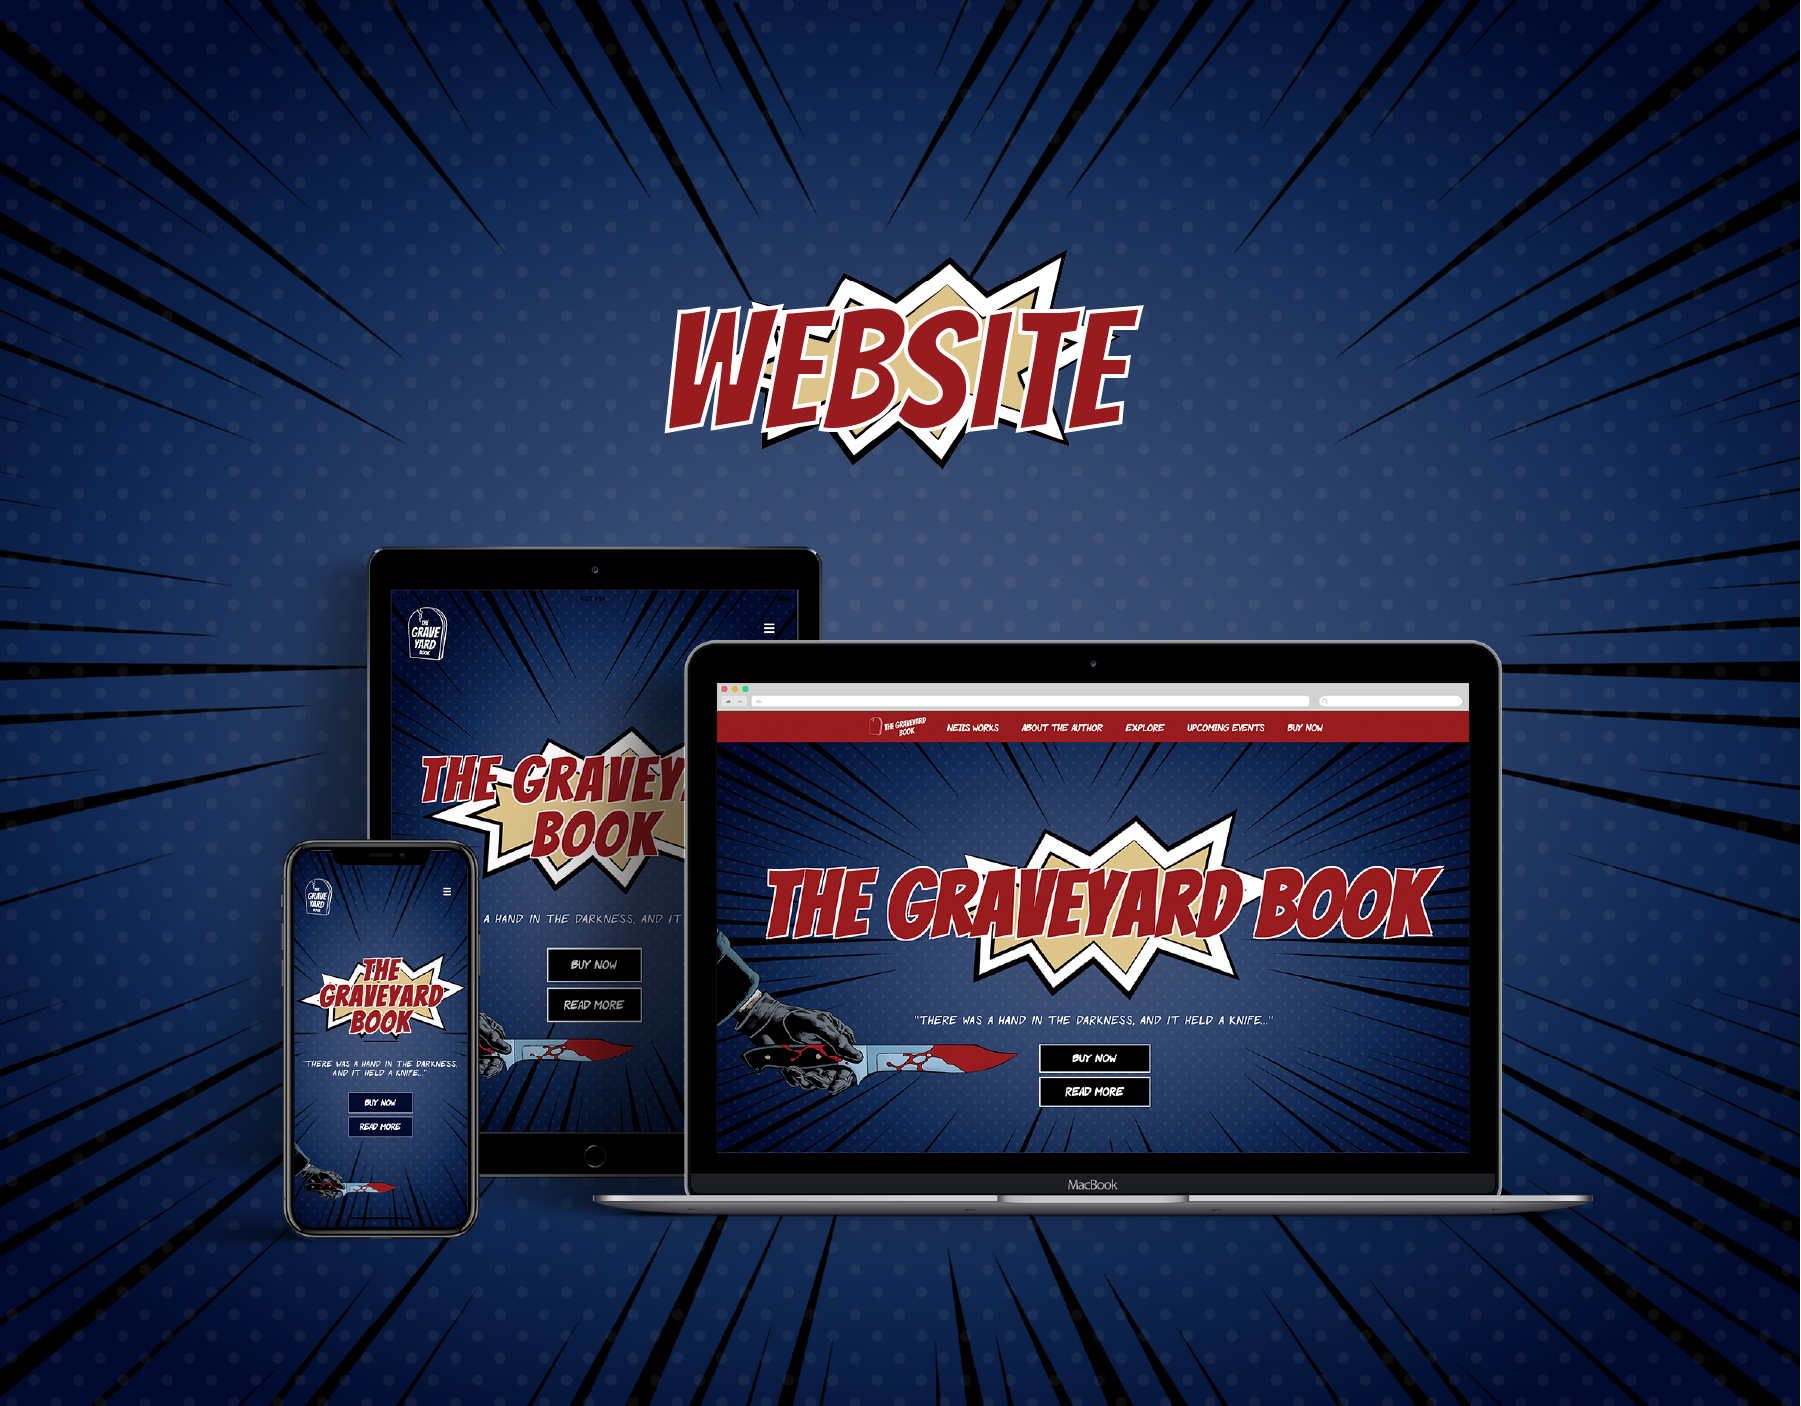 WEBSITE
THE
GRAVE
YARD
BOOK
THE GRAVEYA
BOOK
A HAND IN THE DARKNESS, AND IT
BUY NOW
READ MORE
THE
GRAVE
YARD
BOOK
THE
GRAVEYARD
BOOK
"THERE WAS A HAND IN THE DARKNESS,
AND IT HELD A KNIFE..."
BUY NOW
READ MORE
THE GRAVEYARD
BOOK
NEILS WORKS ABOUT THE AUTHOR EXPLORE UPCOMING EVENTS BUY NOW
THE GRAVEYARD BOOK
"THERE WAS A HAND IN THE DARKNESS, AND IT HELD A KNIFE..."
BUY NOW
READ MORE
MacBook